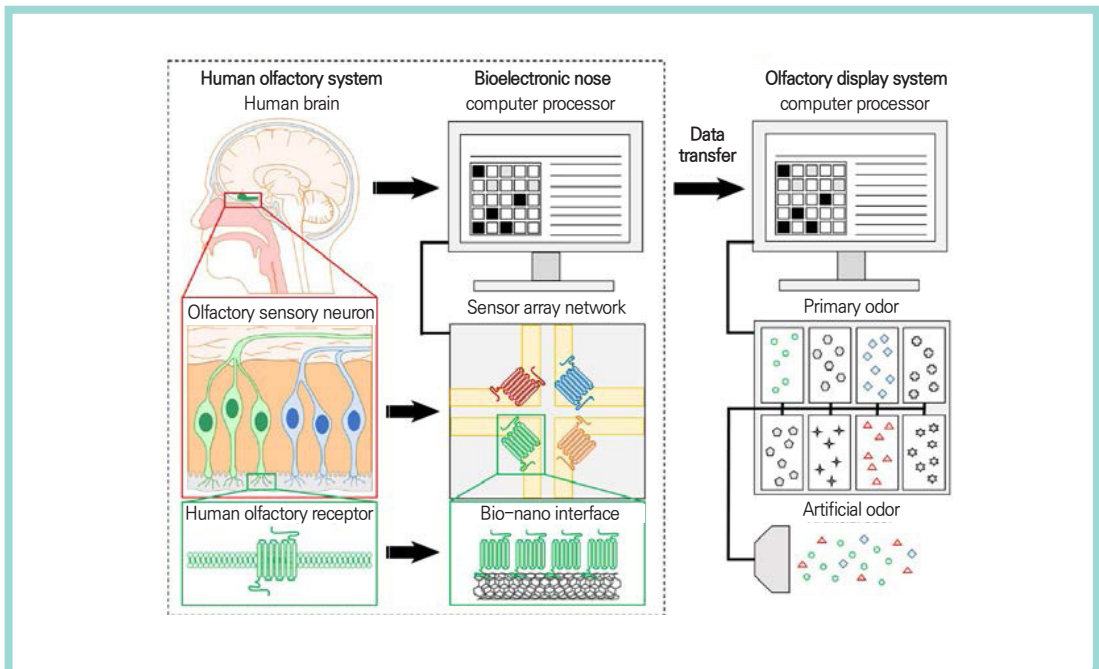 Human olfactory system
Human brain
Bioelectronic nose
computer processor
Olfactory display system
computer processor
Data
transfer
Olfactory sensory neuron
Sensor array network
Primary odor
Human olfactory receptor
Bio-nano interface
Artificial odor